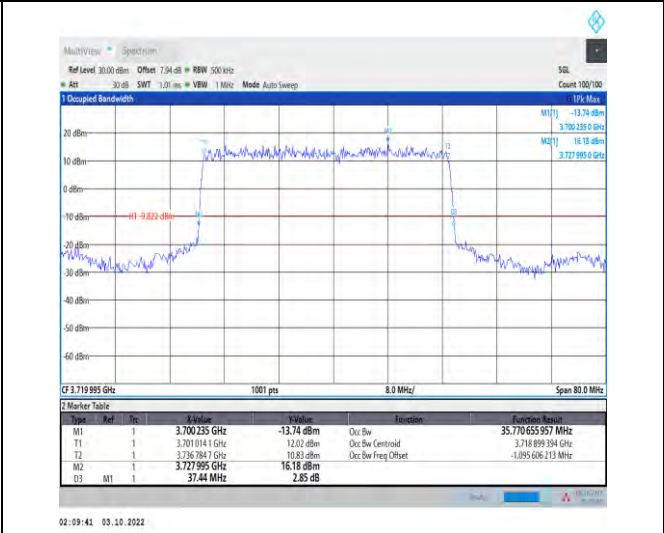 MultiView Spectrum
Ref Level 30.00 dBm Offset 7.94 dB RBW 500 kHz SGL
Att 30 dB SWT 1.01 ms VBW 1 MHz Mode Auto Sweep Count 100/100
1 Occupied Bandwidth 1Pk Max
M1[1] -13.74 dBm
3.700 235 0 GHz
M2[1] 16.18 dBm
3.727 995 0 GHz
20 dBm
M2
T2
10 dBm
0 dBm
-10 dBm H1 -9.822 dBm M1 D3
-20 dBm
-30 dBm
-40 dBm
-50 dBm
-60 dBm
CF 3.719 995 GHz 1001 pts 8.0 MHz/ Span 80.0 MHz
2 Marker Table
Type Ref Trc X-Value Y-Value Function Function Result
M1 1 3.700 235 GHz -13.74 dBm Occ Bw 35.770 655 957 MHz
T1 1 3.701 014 1 GHz 12.02 dBm Occ Bw Centroid 3.718 899 394 GHz
T2 1 3.736 784 7 GHz 10.83 dBm Occ Bw Freq Offset -1.095 606 213 MHz
M2 1 3.727 995 GHz 16.18 dBm
D3 M1 1 37.44 MHz 2.85 dB
02:09:41 03.10.2022